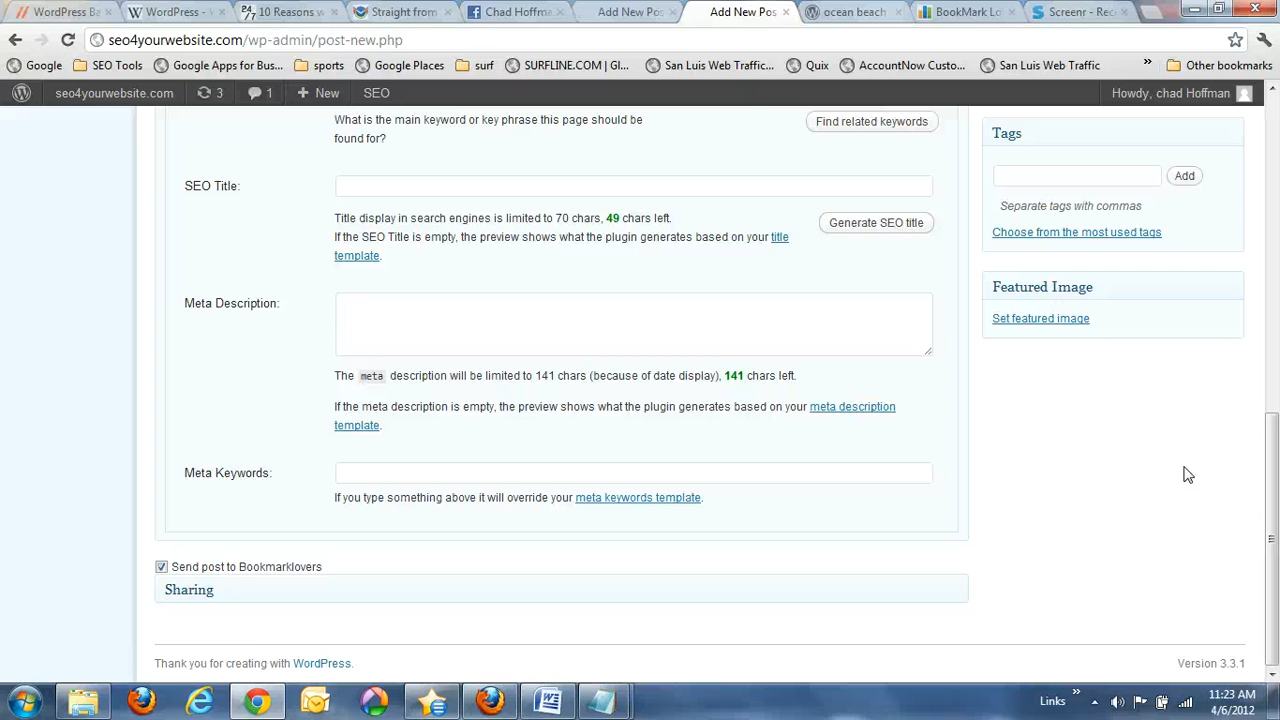 WordPress Ba
WordPress -
10 Reasons w
Straight from
Chad Hoffma
Add New Pos
Add New Pos
ocean beach
BookMark Lo
Screenr - Rec
seo4yourwebsite.com/wp-admin/post-new.php
Google
SEO Tools
Google Apps for Bus...
sports
Google Places
surf
SURFLINE.COM | Gl...
San Luis Web Traffic...
Quix
AccountNow Custo...
San Luis Web Traffic
»
Other bookmarks
seo4yourwebsite.com
3
1
+ New
SEO
Howdy, chad Hoffman
What is the main keyword or key phrase this page should be
found for?
Find related keywords
SEO Title:
Title display in search engines is limited to 70 chars, 49 chars left.
If the SEO Title is empty, the preview shows what the plugin generates based on your title
template.
Generate SEO title
Meta Description:
The meta description will be limited to 141 chars (because of date display), 141 chars left.
If the meta description is empty, the preview shows what the plugin generates based on your meta description
template.
Meta Keywords:
If you type something above it will override your meta keywords template.
Send post to Bookmarklovers
Sharing
Tags
Add
Separate tags with commas
Choose from the most used tags
Featured Image
Set featured image
Thank you for creating with WordPress.
Version 3.3.1
Links
»
11:23 AM
4/6/2012